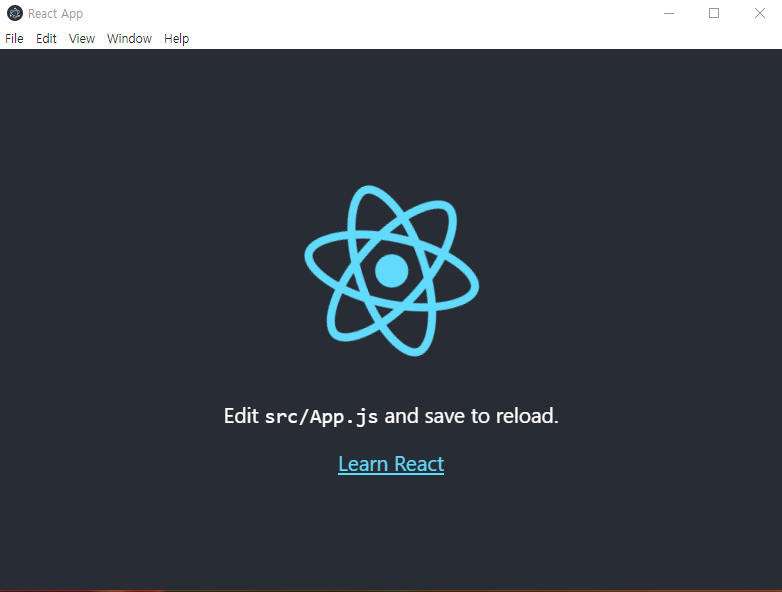 React App
File Edit View Window Help
Edit src/App.js and save to reload.
Learn React